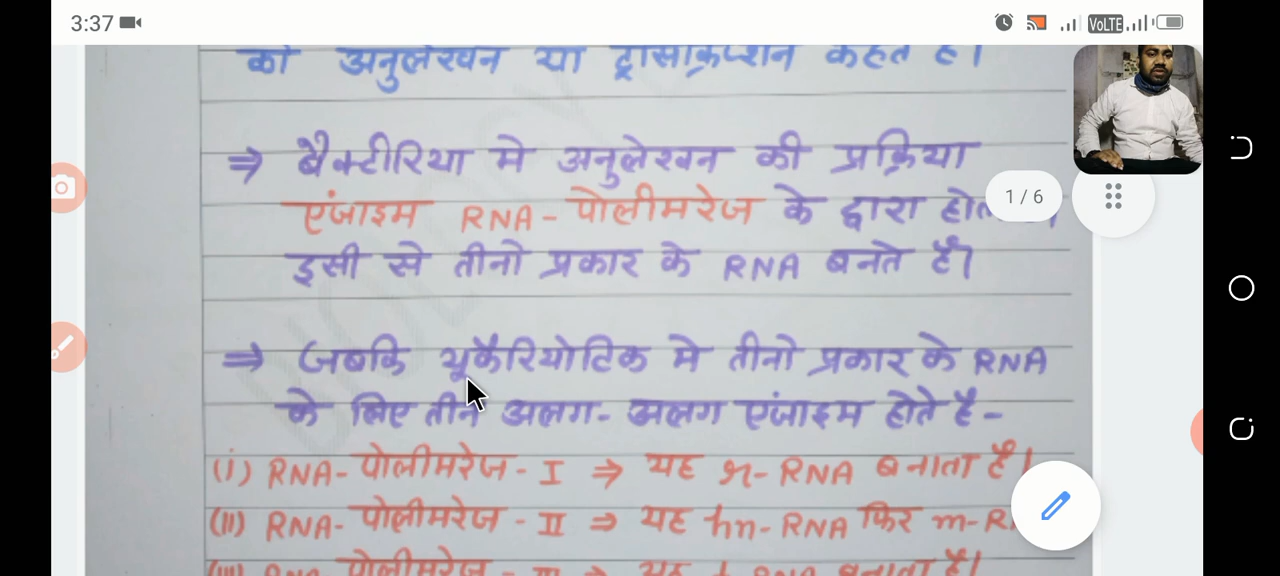 3:37
VoLTE
को अनुलेखन या ट्रांसक्रिप्शन कहते हैं।
⇒ बैक्टीरिया मे अनुलेखन की प्रक्रिया
एंजाइम RNA-पोलीमरेज के द्वारा
1 / 6
इसी से तीनो प्रकार के RNA बनते हैं।
⇒ जबकि यूकैरियोटिक मे तीनो प्रकार के RNA
के लिए तीन अलग-अलग एंजाइम होते है-
(i) RNA-पोलीमरेज-I ⇒ यह r-RNA बनाता है।
(II) RNA-पोलीमरेज-II ⇒ यह hn-RNA फिर m-R